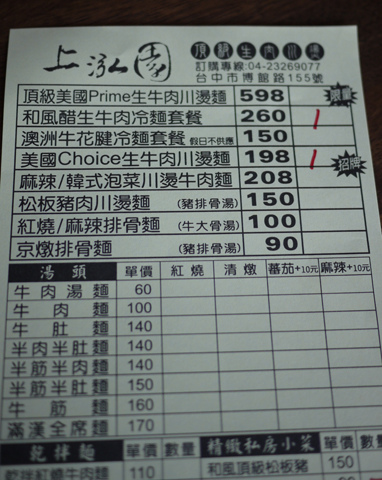 上泓園 頂級生肉川燙
訂購專線:04-23269077
台中市博館路155號
頂級美國Prime生牛肉川燙麵 598 限量
和風醋生牛肉冷麵套餐 260
澳洲牛花腱冷麵套餐 假日不供應 150
美國Choice生牛肉川燙麵 198 招牌
麻辣/韓式泡菜川燙牛肉麵 208
松板豬肉川燙麵 (豬骨湯) 150
紅燒/麻辣排骨麵 (牛大骨湯) 100
京燉排骨麵 (豬骨湯) 90
湯頭 單價 紅燒 清燉 蕃茄+10元 麻辣+10元
牛肉湯麵 60
牛肉麵 100
牛肚麵 140
半肉半肚麵 140
半筋半肉麵 140
半筋半肚麵 150
牛筋麵 160
滿漢全席麵 170
乾拌麵 單價 數量 精緻私房小菜 單價 數量
乾拌紅燒牛肉麵 110 和風頂級松板豬 150